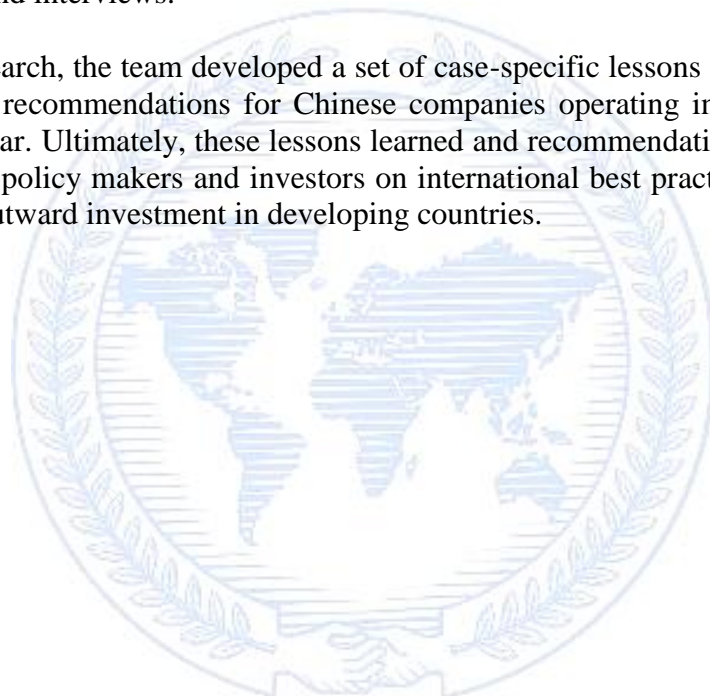 nd interviews.
arch, the team developed a set of case-specific lessons
recommendations for Chinese companies operating in
ar. Ultimately, these lessons learned and recommendati
policy makers and investors on international best pract
utward investment in developing countries.